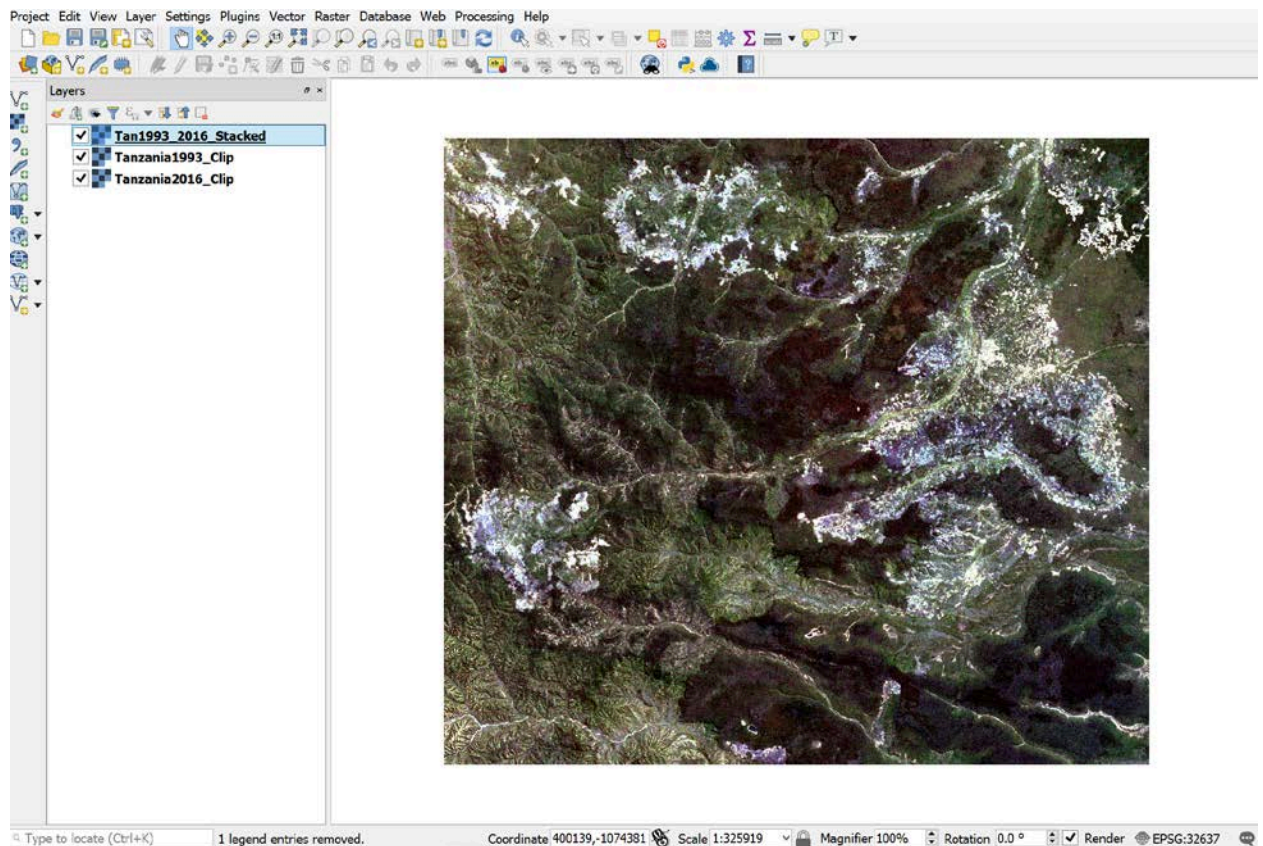 Project Edit View Layer Settings Plugins Vector Raster Database Web Processing Help
Layers
Tan1993_2016_Stacked
Tanzania1993_Clip
Tanzania2016_Clip
Type to locate (Ctrl+K) 1 legend entries removed. Coordinate 400139,-1074381 Scale 1:325919 Magnifier 100% Rotation 0.0 ° Render EPSG:32637